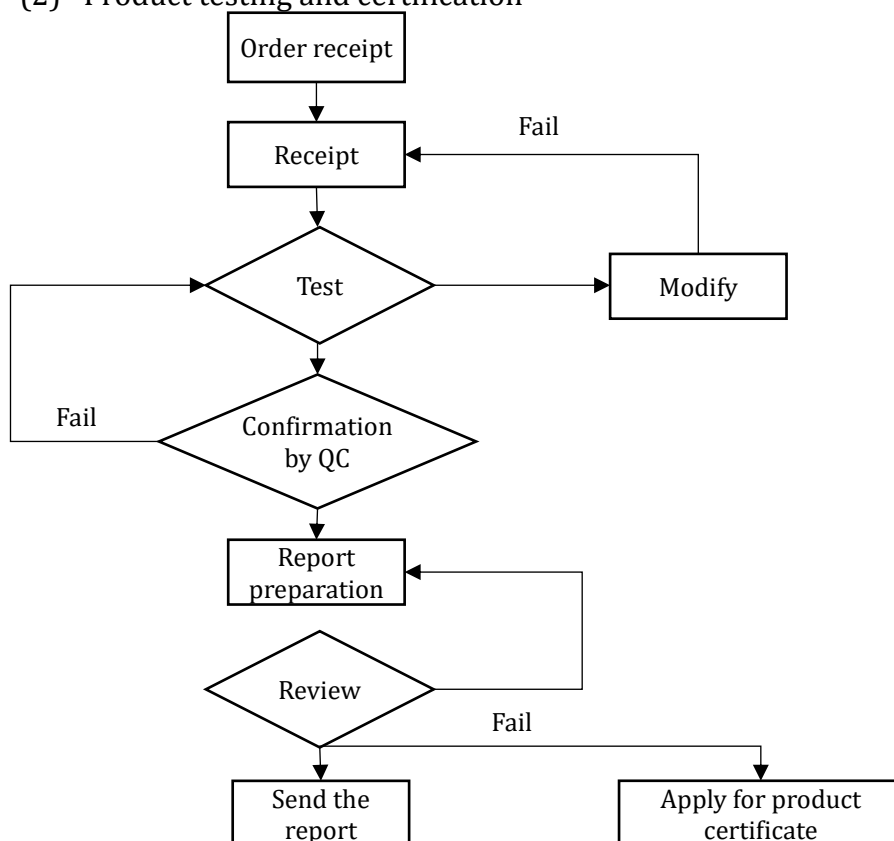 (2) Product testing and certification
Order receipt
Fail
Receipt
Test
Modify
Fail
Confirmation
by QC
Report
preparation
Review
Fail
Send the
report
Apply for product
certificate